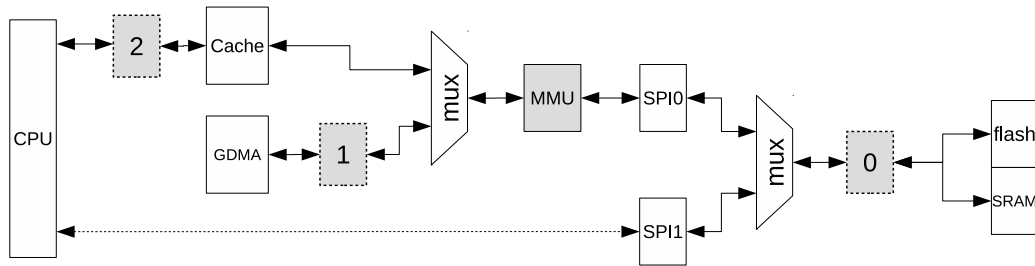 CPU
2
Cache
GDMA
1
mux
MMU
SPI0
SPI1
mux
0
flash
SRAM